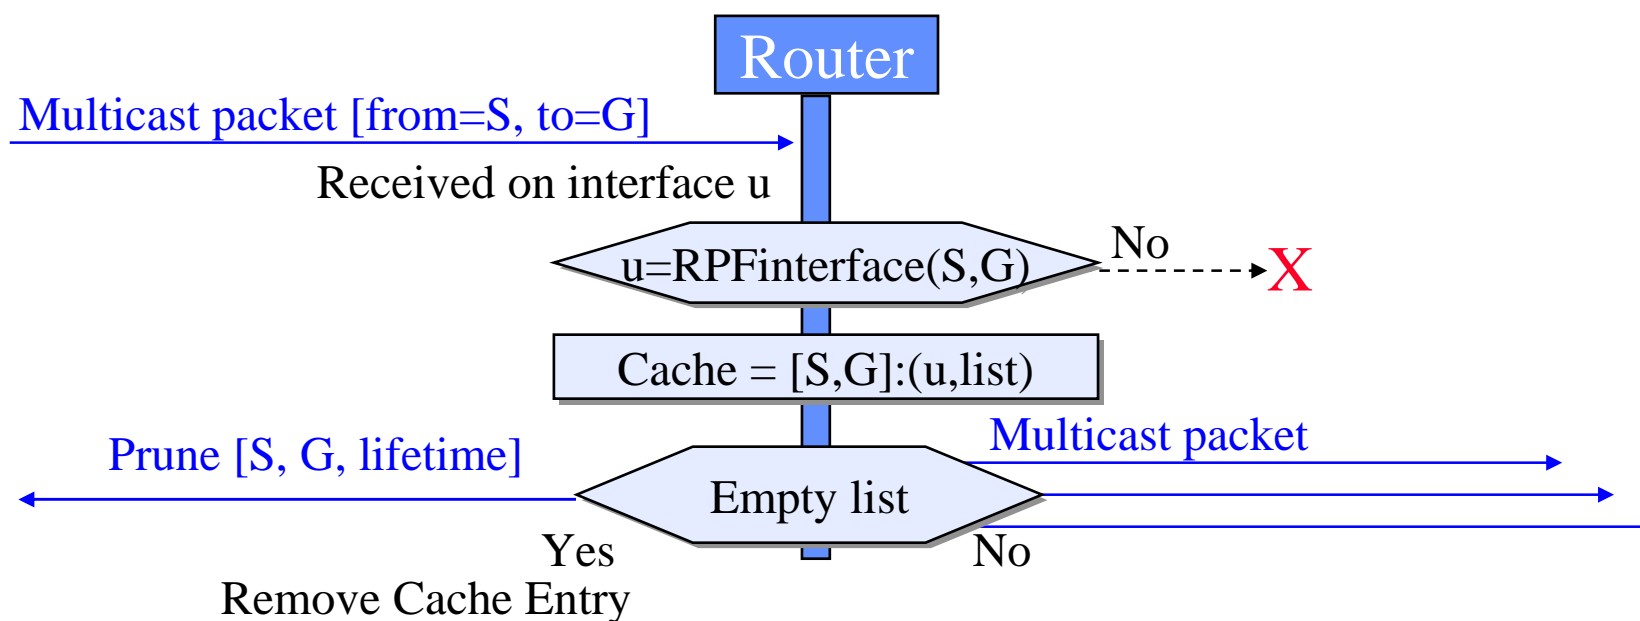 Router
Multicast packet [from=S, to=G]
Received on interface u
u=RPFinterface(S,G)
No
X
Cache = [S,G]:(u,list)
Prune [S, G, lifetime]
Multicast packet
Empty list
Yes
No
Remove Cache Entry